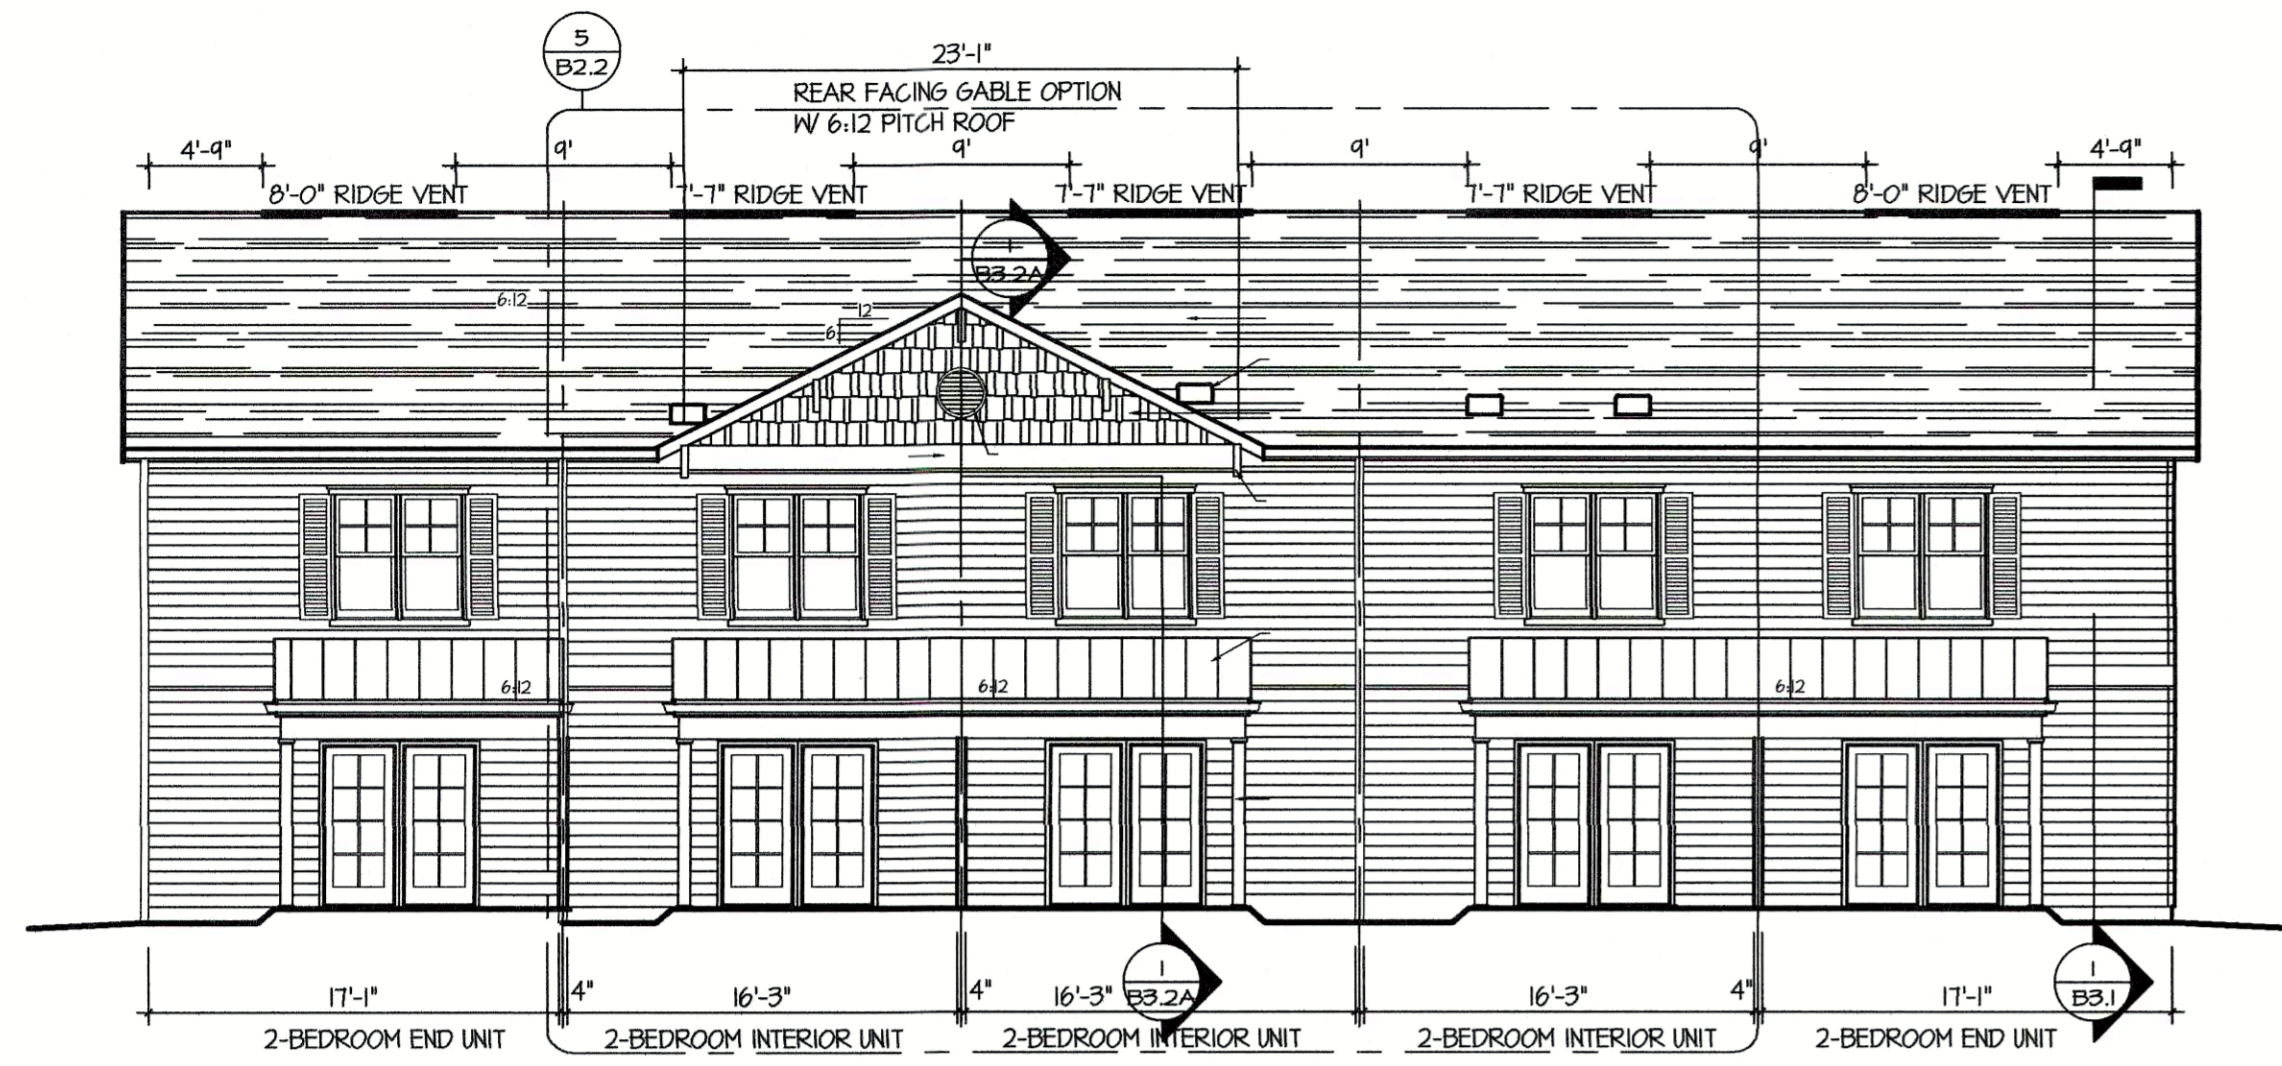 5
B2.2
23'-1"
REAR FACING GABLE OPTION
W/ 6:12 PITCH ROOF
4'-9" 9' 9' 9' 9' 4'-9"
8'-0" RIDGE VENT 7'-7" RIDGE VENT 7'-7" RIDGE VENT 7'-7" RIDGE VENT 8'-0" RIDGE VENT
1
B3.2A
6:12
12
6
6:12 6:12 6:12
1
B3.2A
1
B3.1
17'-1" 4" 16'-3" 4" 16'-3" 16'-3" 4" 17'-1"
2-BEDROOM END UNIT 2-BEDROOM INTERIOR UNIT 2-BEDROOM INTERIOR UNIT 2-BEDROOM INTERIOR UNIT 2-BEDROOM END UNIT